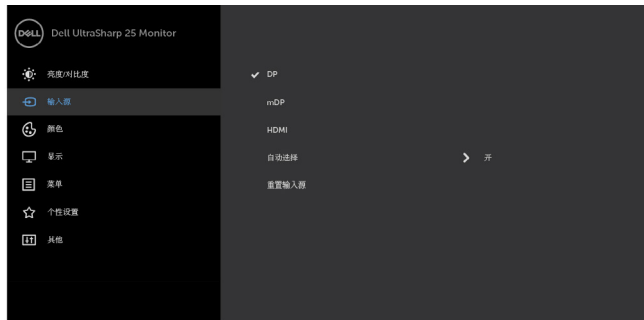 DELL Dell UltraSharp 25 Monitor
亮度/对比度
DP
输入源
mDP
颜色
HDMI
显示
自动选择 开
菜单
重置输入源
个性设置
其他